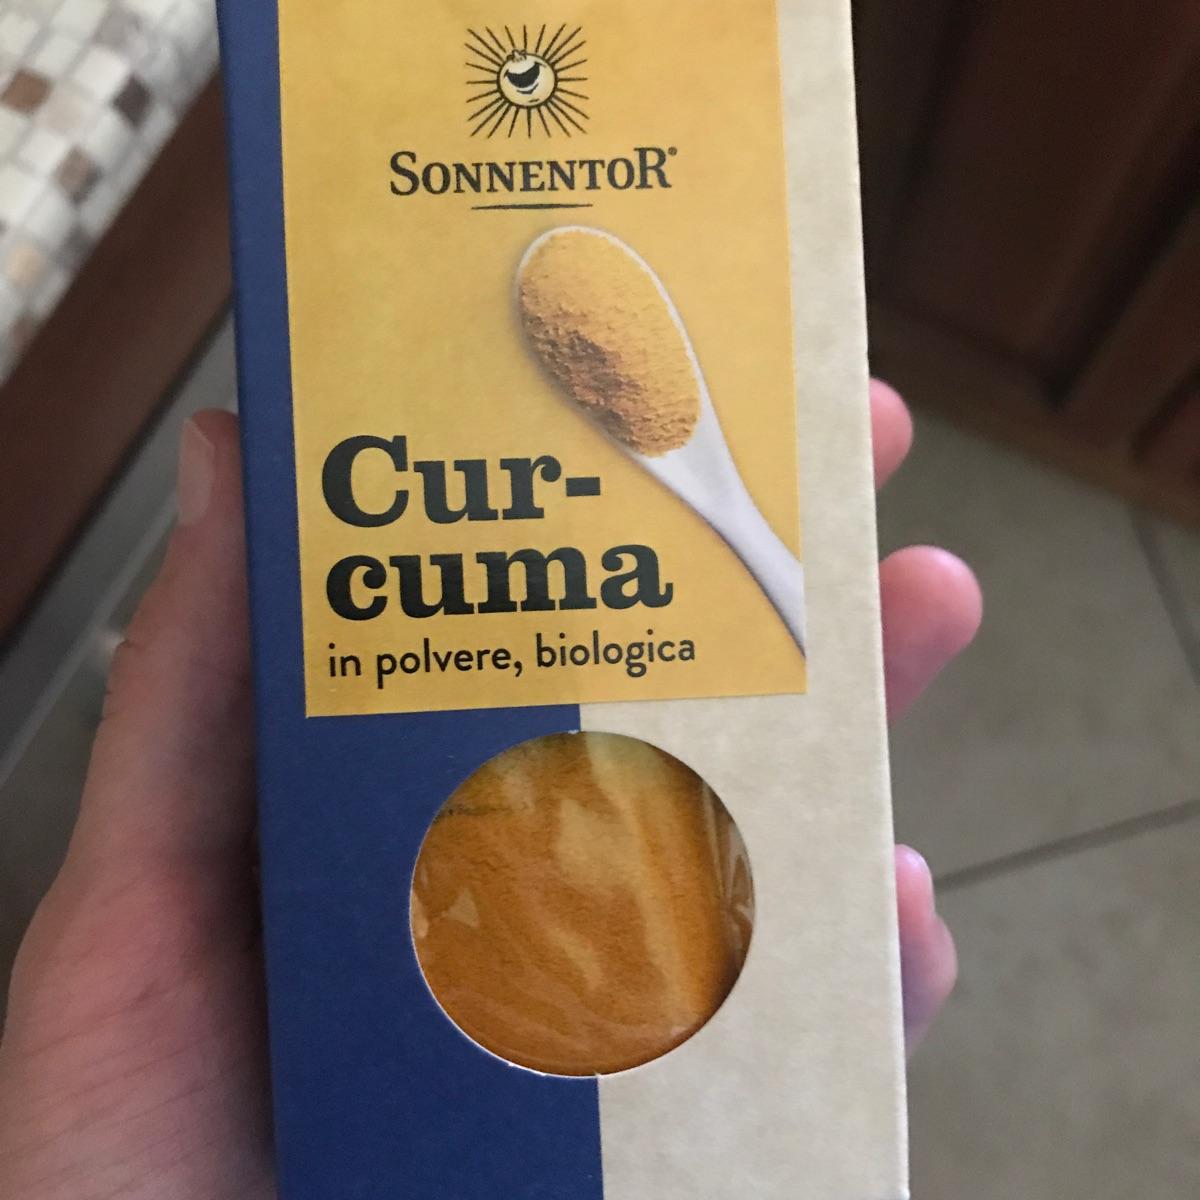 SONNENTOR®
Cur-
cuma
in polvere, biologica